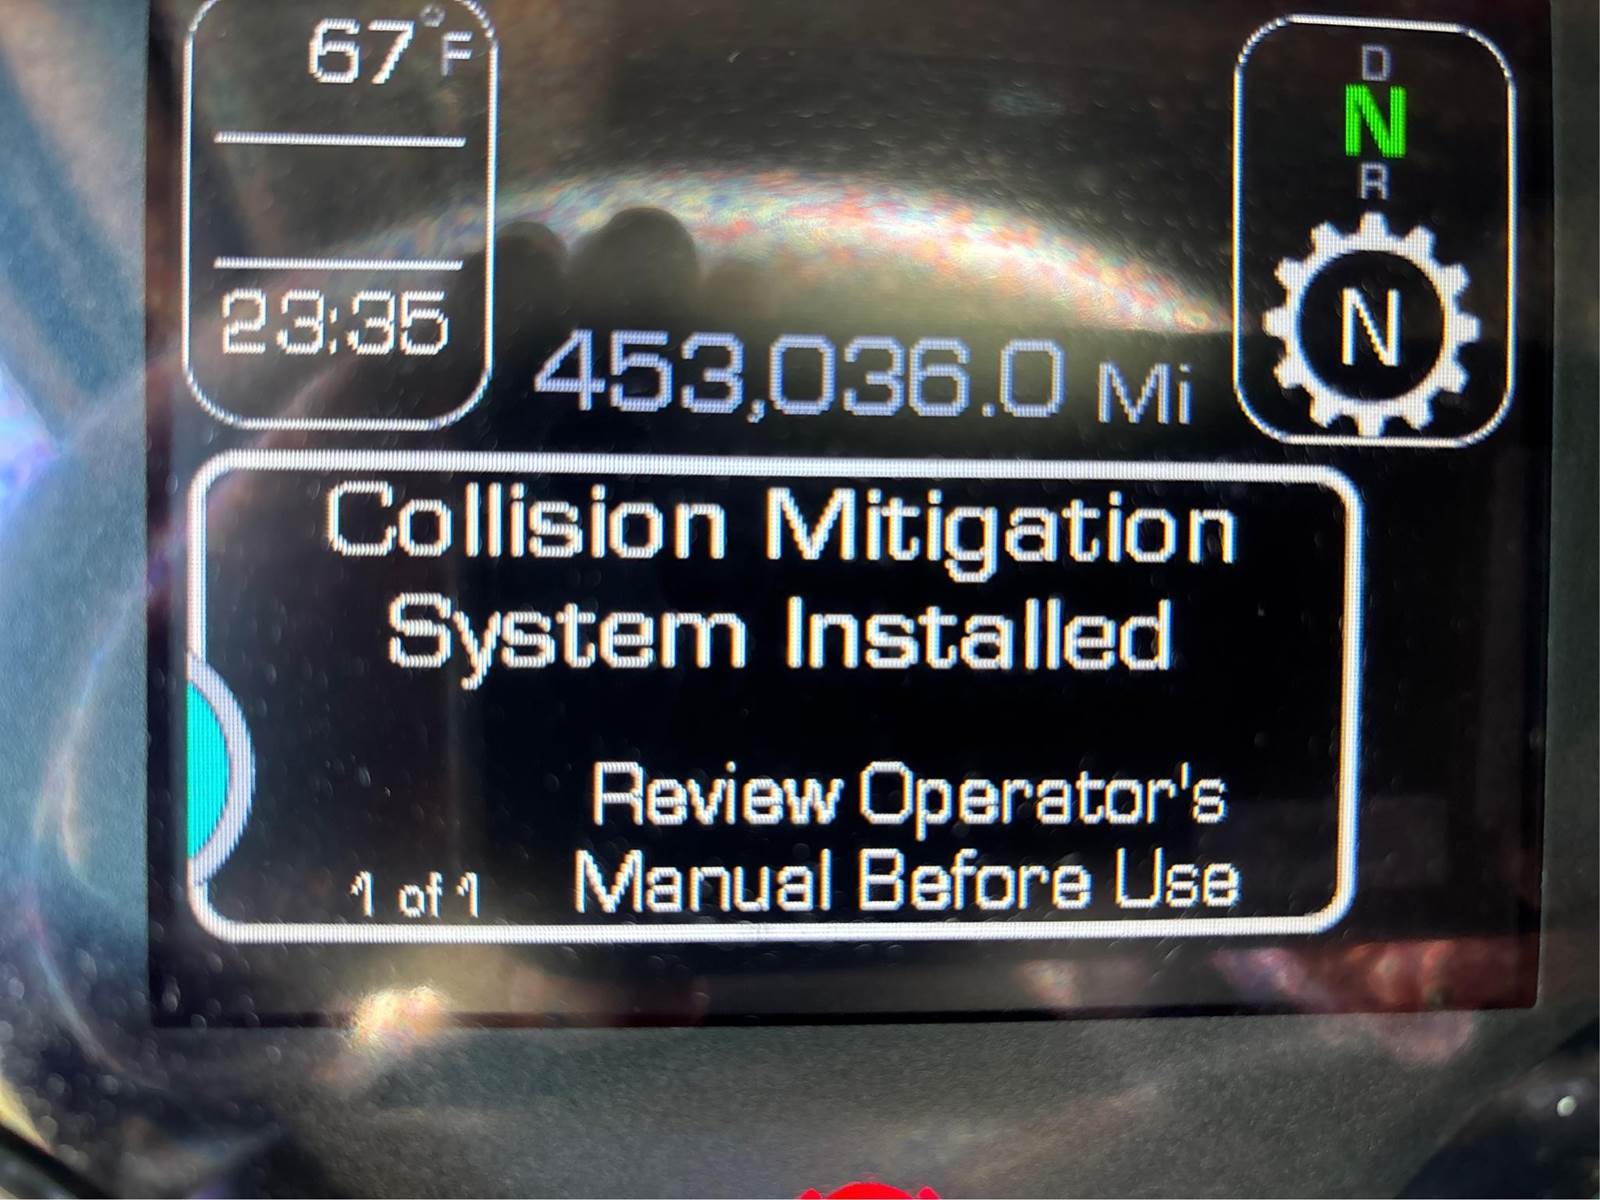 67°F
D
N
R
N
23:35
453,036.0 Mi
Collision Mitigation
System Installed
Review Operator's
Manual Before Use
1 of 1